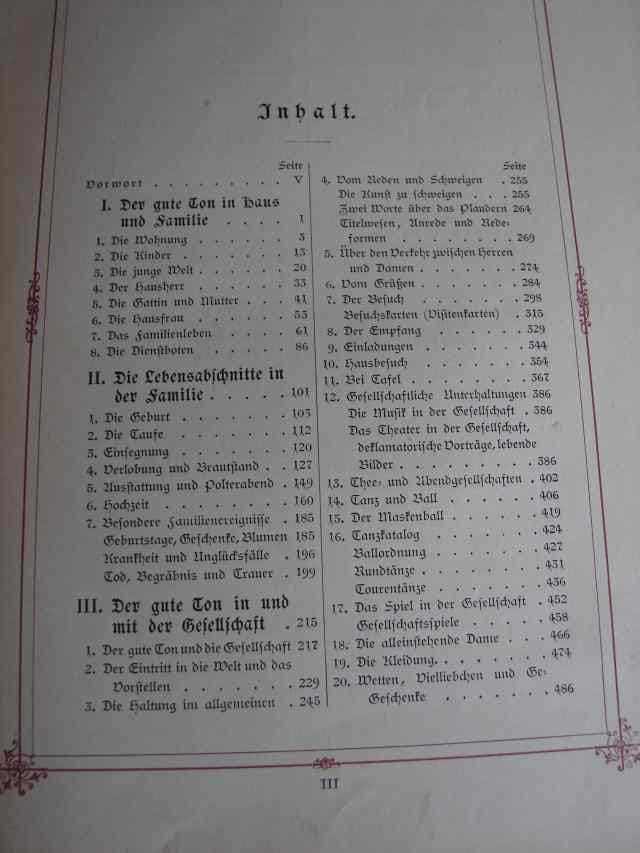 Inhalt.
Seite
Vorwort . . . . . . . . . V
I. Der gute Ton in Haus
und Familie . . . . 1
1. Die Wohnung . . . . . . 3
2. Die Kinder . . . . . . . 13
3. Die junge Welt . . . . . . 20
4. Der Hausherr . . . . . . 33
5. Die Gattin und Mutter . . . 41
6. Die Hausfrau . . . . . . 53
7. Das Familienleben . . . . 61
8. Die Dienstboten . . . . . 86
II. Die Lebensabschnitte in
der Familie . . . . . 101
1. Die Geburt . . . . . . . 103
2. Die Taufe . . . . . . . 112
3. Einsegnung . . . . . . . 120
4. Verlobung und Brautstand . . 127
5. Ausstattung und Polterabend . 149
6. Hochzeit . . . . . . . 160
7. Besondere Familienereignisse . 185
Geburtstage, Geschenke, Blumen 185
Krankheit und Unglücksfälle . 196
Tod, Begräbnis und Trauer . 199
III. Der gute Ton in und
mit der Gesellschaft . 215
1. Der gute Ton und die Gesellschaft 217
2. Der Eintritt in die Welt und das
Vorstellen . . . . . . . 229
3. Die Haltung im allgemeinen . 245
Seite
4. Vom Reden und Schweigen . 255
Die Kunst zu schweigen . . . 255
Zwei Worte über das Plaudern 264
Titelwesen, Anrede und Rede-
formen . . . . . . . . 269
5. Über den Verkehr zwischen Herren
und Damen . . . . . . . 274
6. Vom Grüßen . . . . . . . 284
7. Der Besuch . . . . . . . 298
Besuchskarten (Visitenkarten) . 315
8. Der Empfang . . . . . . 329
9. Einladungen . . . . . . . 344
10. Hausbesuch . . . . . . . 354
11. Bei Tafel . . . . . . . . 367
12. Gesellschaftliche Unterhaltungen 386
Die Musik in der Gesellschaft . 386
Das Theater in der Gesellschaft,
deklamatorische Vorträge, lebende
Bilder . . . . . . . . . 386
13. Thee- und Abendgesellschaften . 402
14. Tanz und Ball . . . . . . 406
15. Der Maskenball . . . . . . 419
16. Tanzkatalog . . . . . . . 424
Ballordnung . . . . . . . 427
Rundtänze . . . . . . . . 431
Tourentänze . . . . . . . 436
17. Das Spiel in der Gesellschaft . 452
Gesellschaftsspiele . . . . . 458
18. Die alleinstehende Dame . . . 466
19. Die Kleidung. . . . . . . . 474
20. Wetten, Vielliebchen und Ge-
Geschenke . . . . . . . 486
III